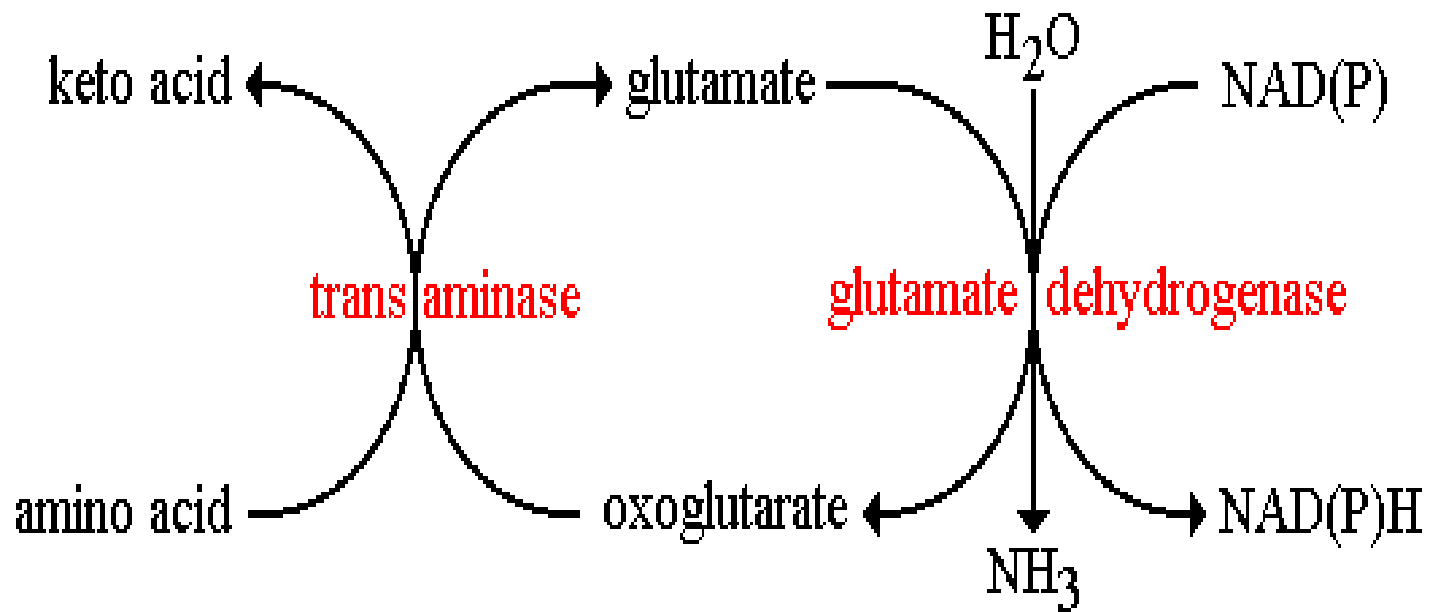 H₂O
keto acid glutamate NAD(P)
trans aminase glutamate dehydrogenase
amino acid oxoglutarate NAD(P)H
NH₃